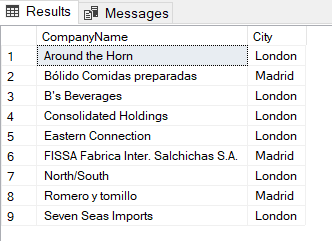 Results Messages
CompanyName City
1 Around the Horn London
2 Bólido Comidas preparadas Madrid
3 B's Beverages London
4 Consolidated Holdings London
5 Eastern Connection London
6 FISSA Fabrica Inter. Salchichas S.A. Madrid
7 North/South London
8 Romero y tomillo Madrid
9 Seven Seas Imports London